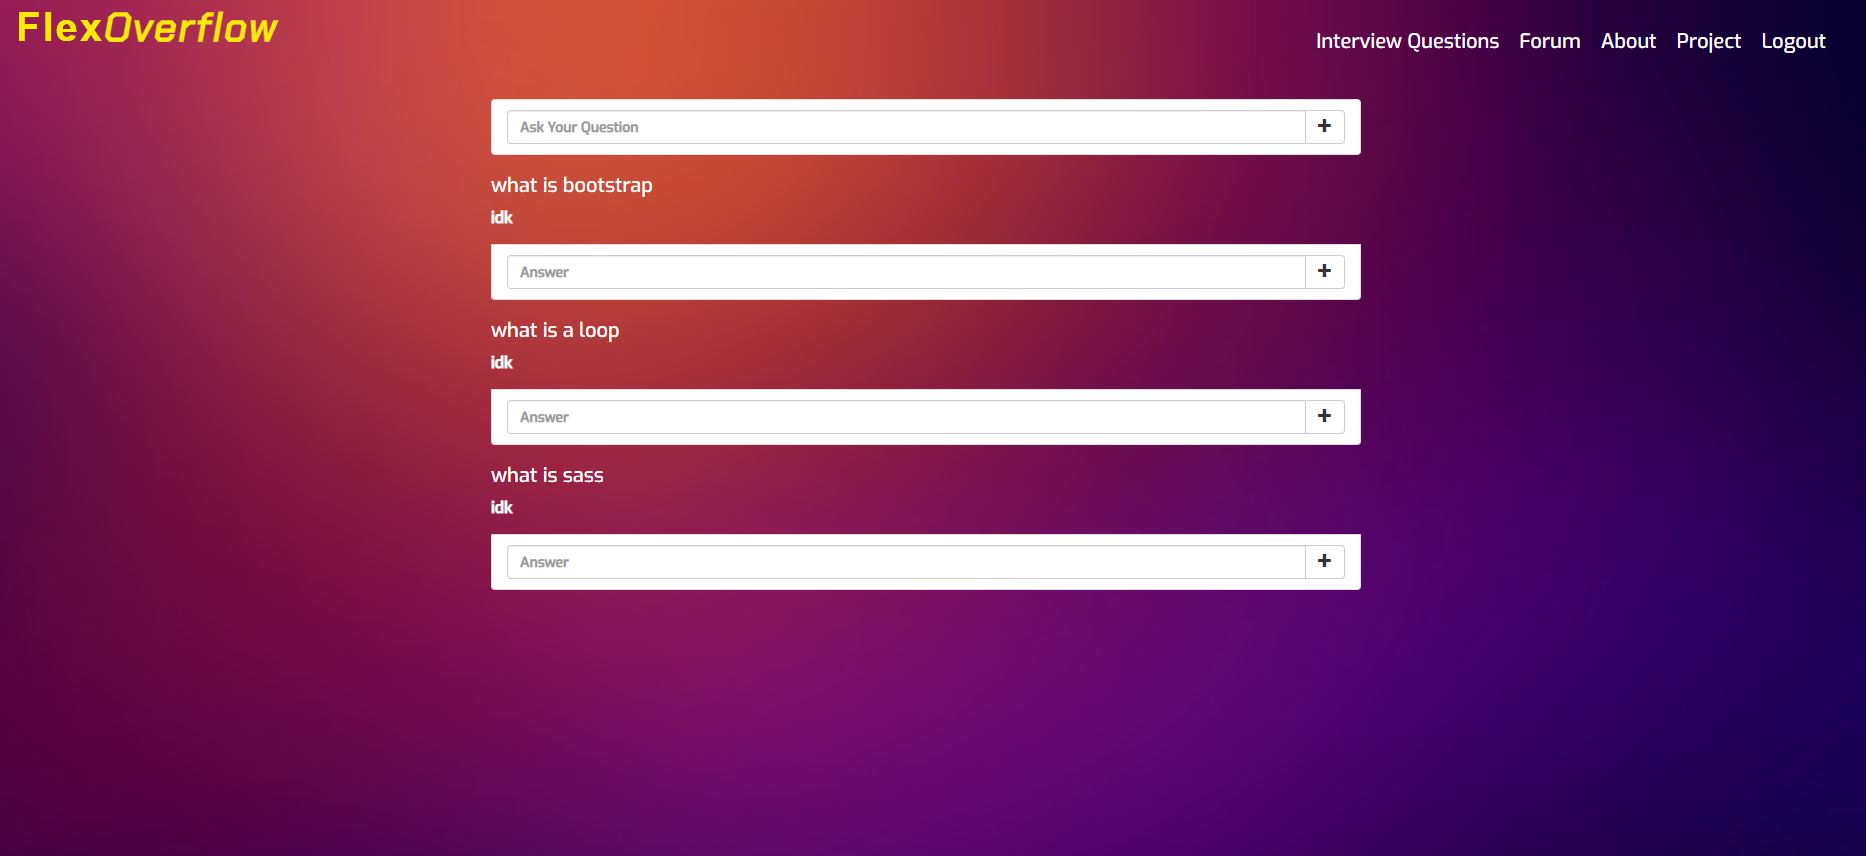 FlexOverflow
Interview Questions Forum About Project Logout
Ask Your Question +
what is bootstrap
idk
Answer +
what is a loop
idk
Answer +
what is sass
idk
Answer +